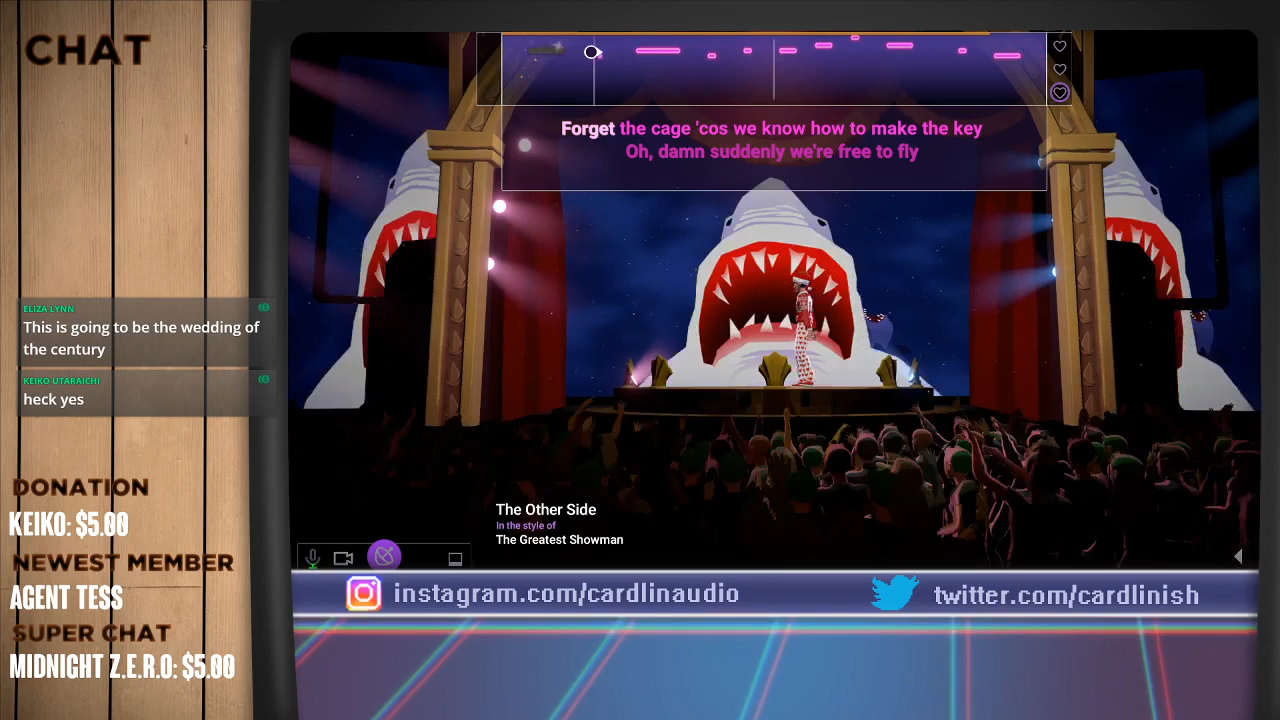 CHAT
ELIZA LYNN
This is going to be the wedding of
the century
KEIKO UTARAICHI
heck yes
DONATION
KEIKO: $5.00
NEWEST MEMBER
AGENT TESS
SUPER CHAT
MIDNIGHT Z.E.R.O: $5.00
Forget the cage 'cos we know how to make the key
Oh, damn suddenly we're free to fly
The Other Side
In the style of
The Greatest Showman
instagram.com/cardlinaudio
twitter.com/cardlinish